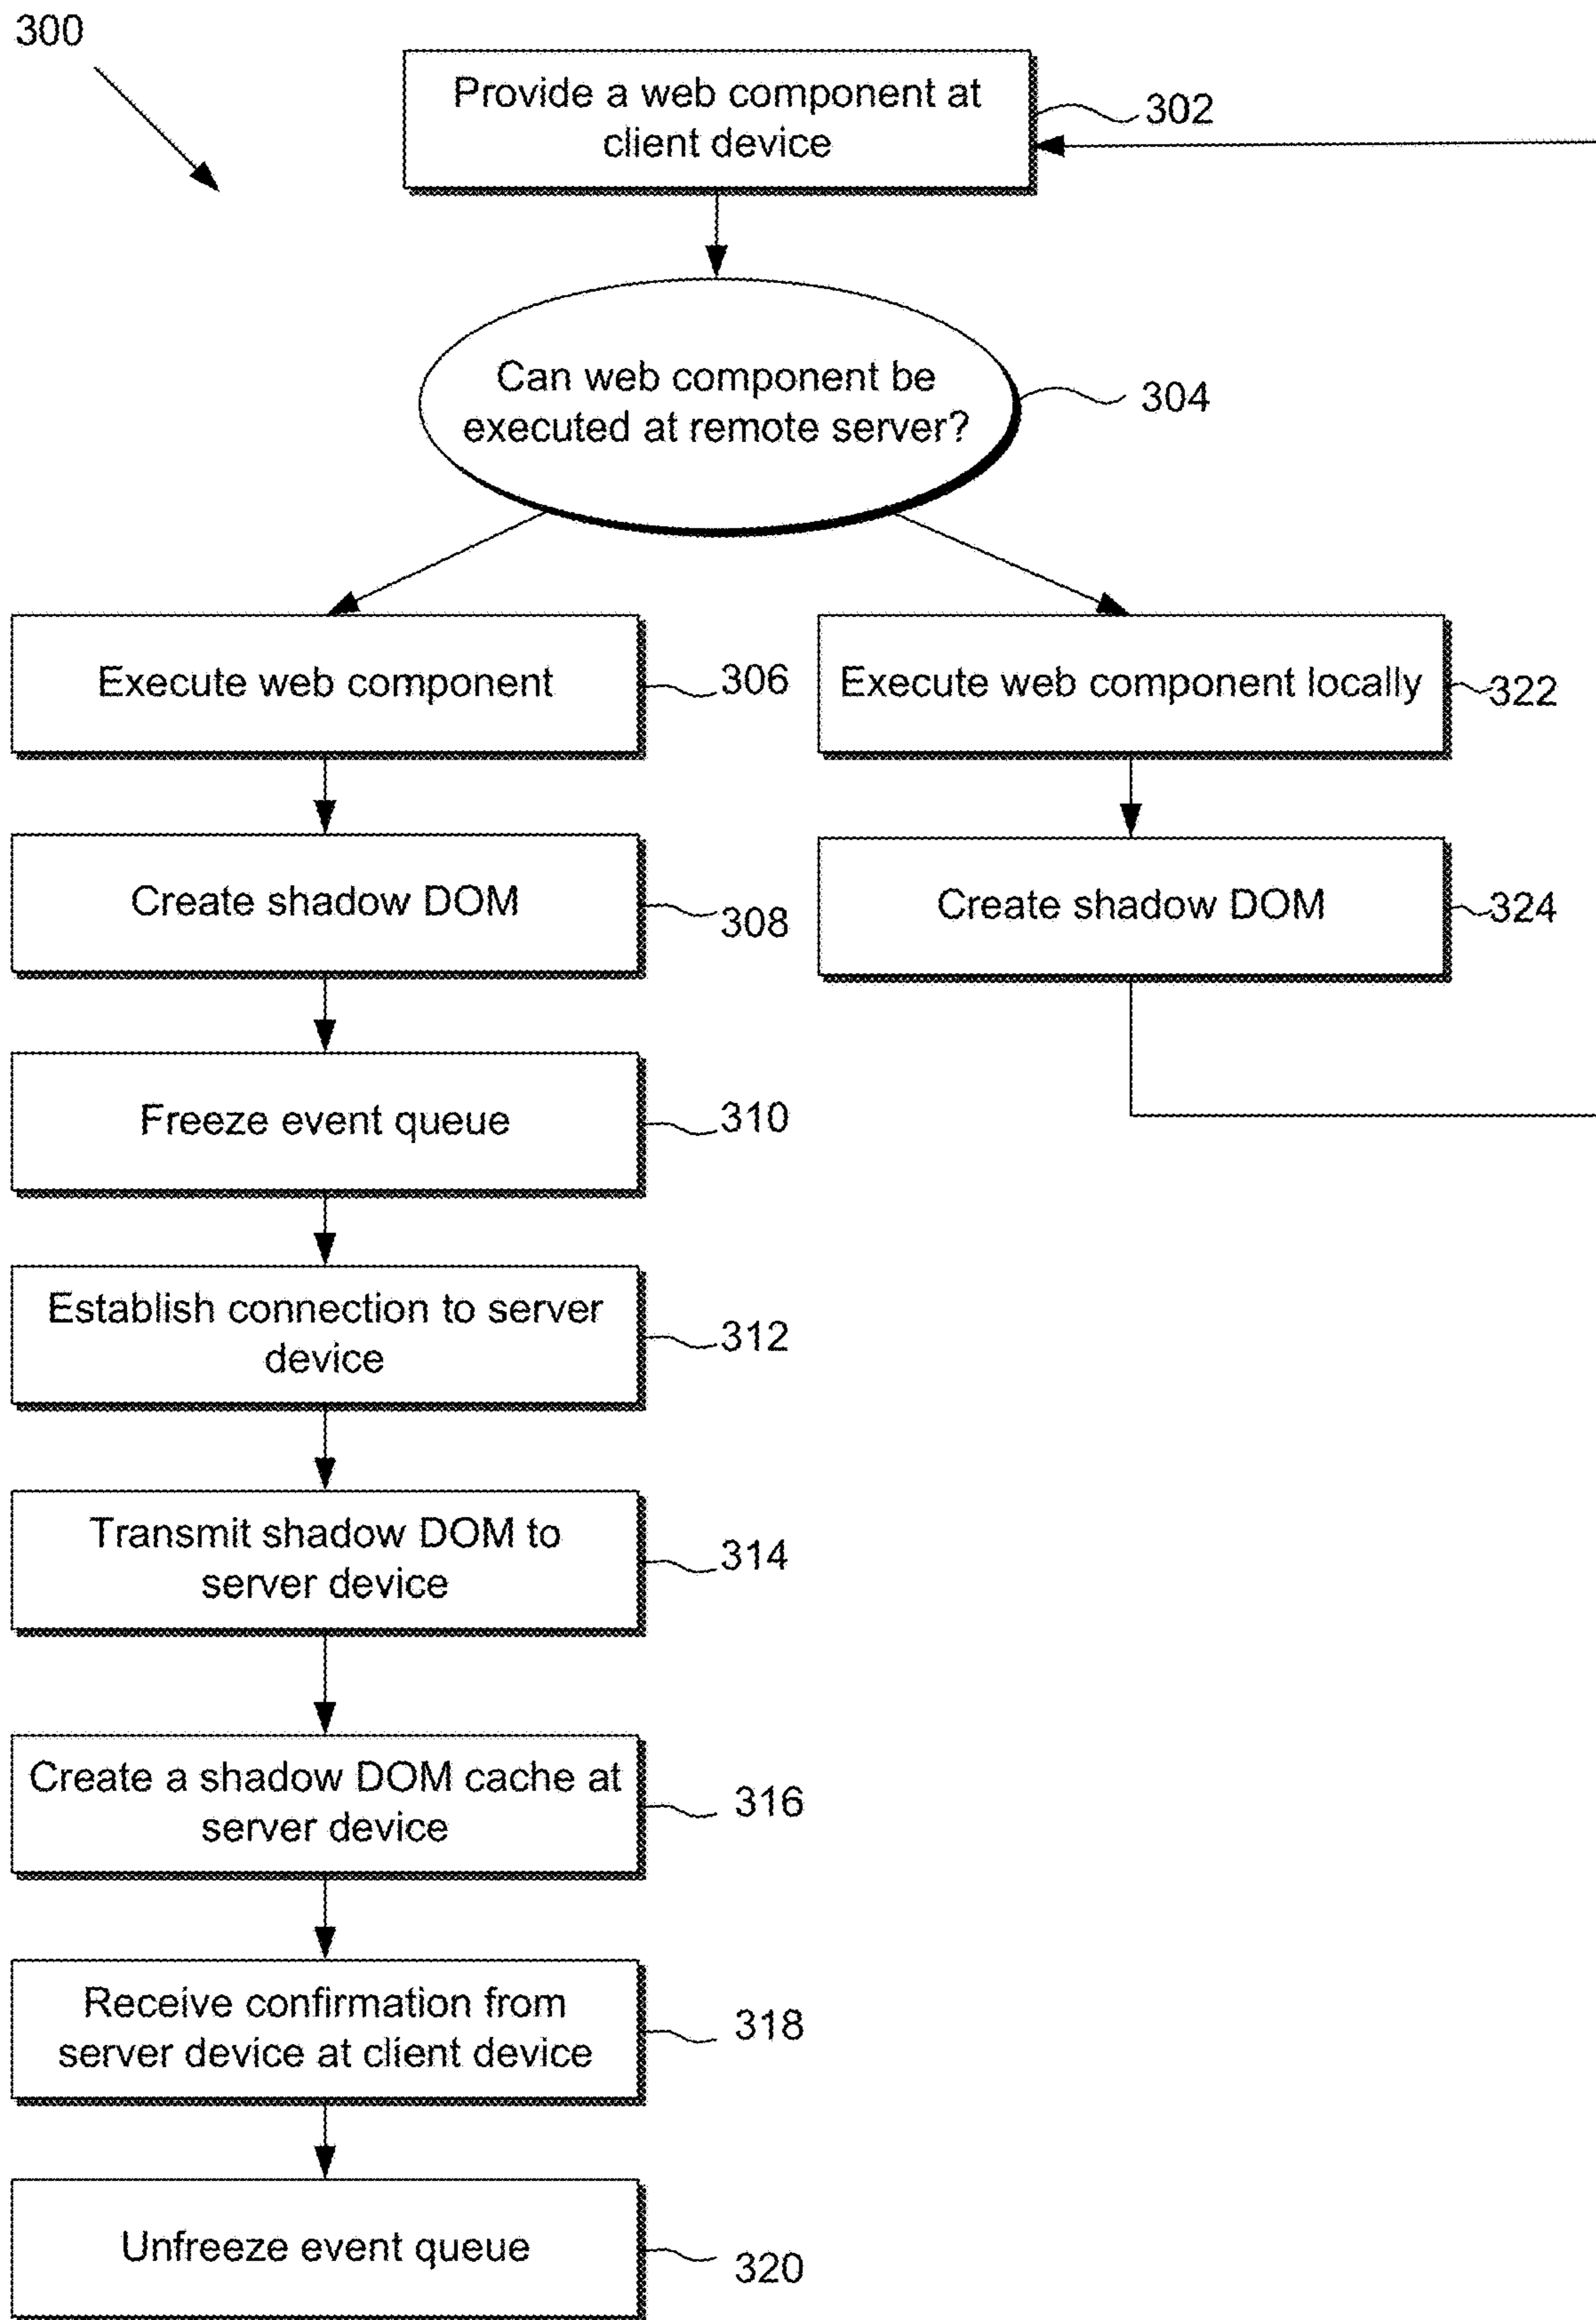 300
Provide a web component at
client device
302
Can web component be
executed at remote server?
304
Execute web component
306
Execute web component locally
322
Create shadow DOM
308
Create shadow DOM
324
Freeze event queue
310
Establish connection to server
device
312
Transmit shadow DOM to
server device
314
Create a shadow DOM cache at
server device
316
Receive confirmation from
server device at client device
318
Unfreeze event queue
320